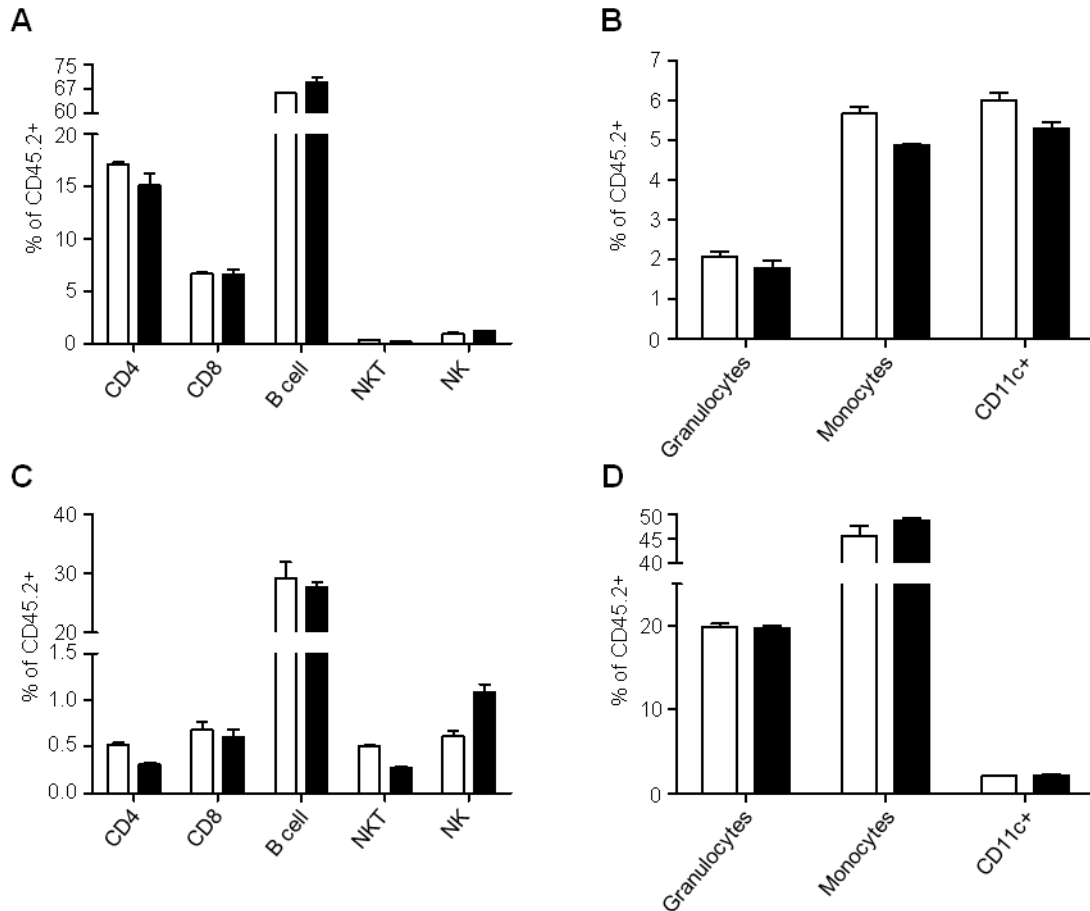 A
% of CD45.2+
75
67
60
20
15
10
5
0
CD4
CD8
B cell
NKT
NK
B
% of CD45.2+
7
6
5
4
3
2
1
0
Granulocytes
Monocytes
CD11c+
C
% of CD45.2+
40
30
20
1.5
1.0
0.5
0.0
CD4
CD8
B cell
NKT
NK
D
% of CD45.2+
50
45
40
20
10
0
Granulocytes
Monocytes
CD11c+